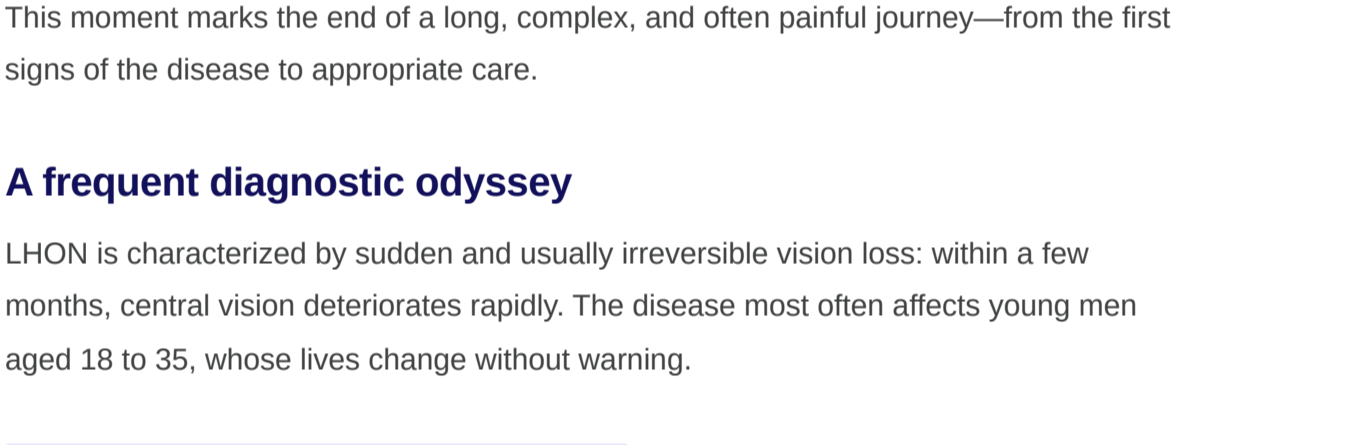 This moment marks the end of a long, complex, and often painful journey—from the first
signs of the disease to appropriate care.
A frequent diagnostic odyssey
LHON is characterized by sudden and usually irreversible vision loss: within a few
months, central vision deteriorates rapidly. The disease most often affects young men
aged 18 to 35, whose lives change without warning.